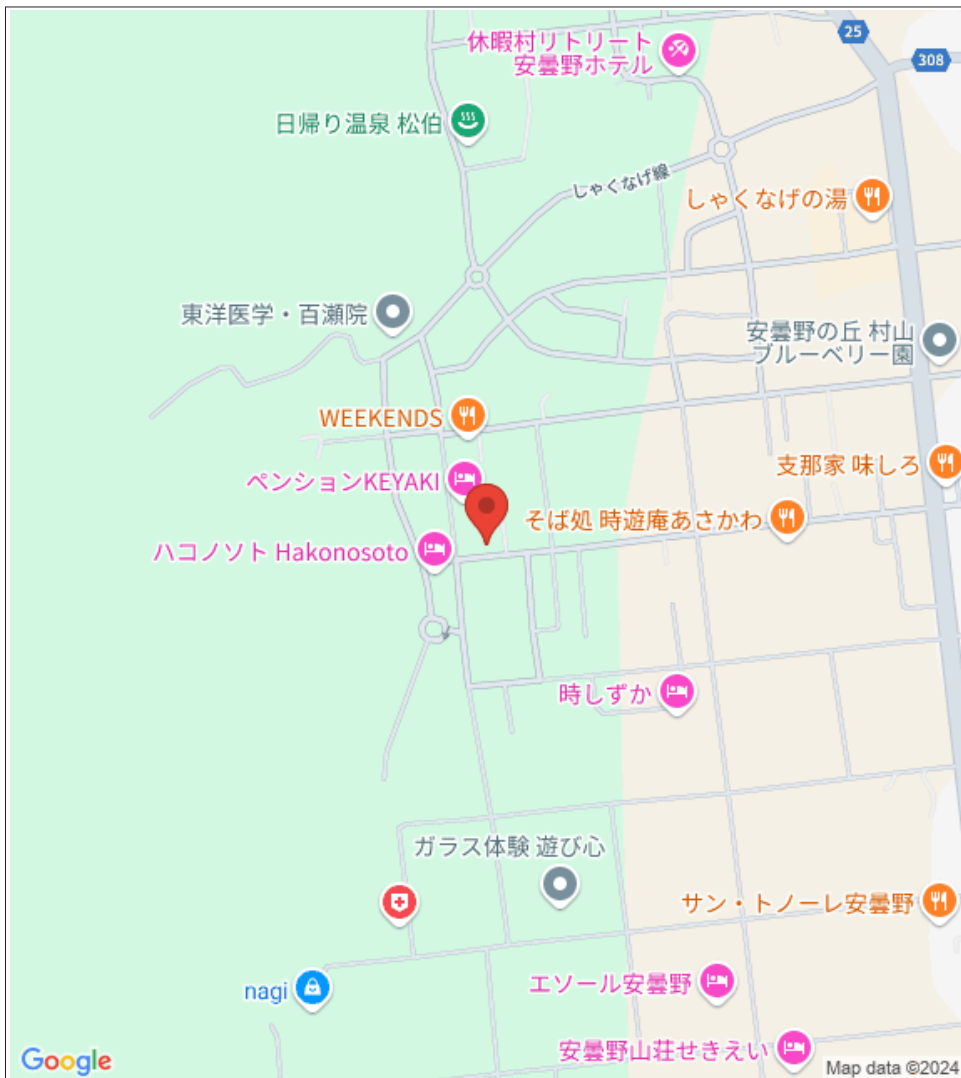 休暇村リトリート
安曇野ホテル
25
308
日帰り温泉 松伯
しゃくなげ線
しゃくなげの湯
東洋医学・百瀬院
安曇野の丘 村山
ブルーベリー園
WEEKENDS
支那家 味しろ
ペンションKEYAKI
そば処 時遊庵あさかわ
ハコノソト Hakonosoto
時しずか
ガラス体験 遊び心
サン・トノーレ安曇野
エソール安曇野
nagi
安曇野山荘せきえい
Google
Map data ©2024